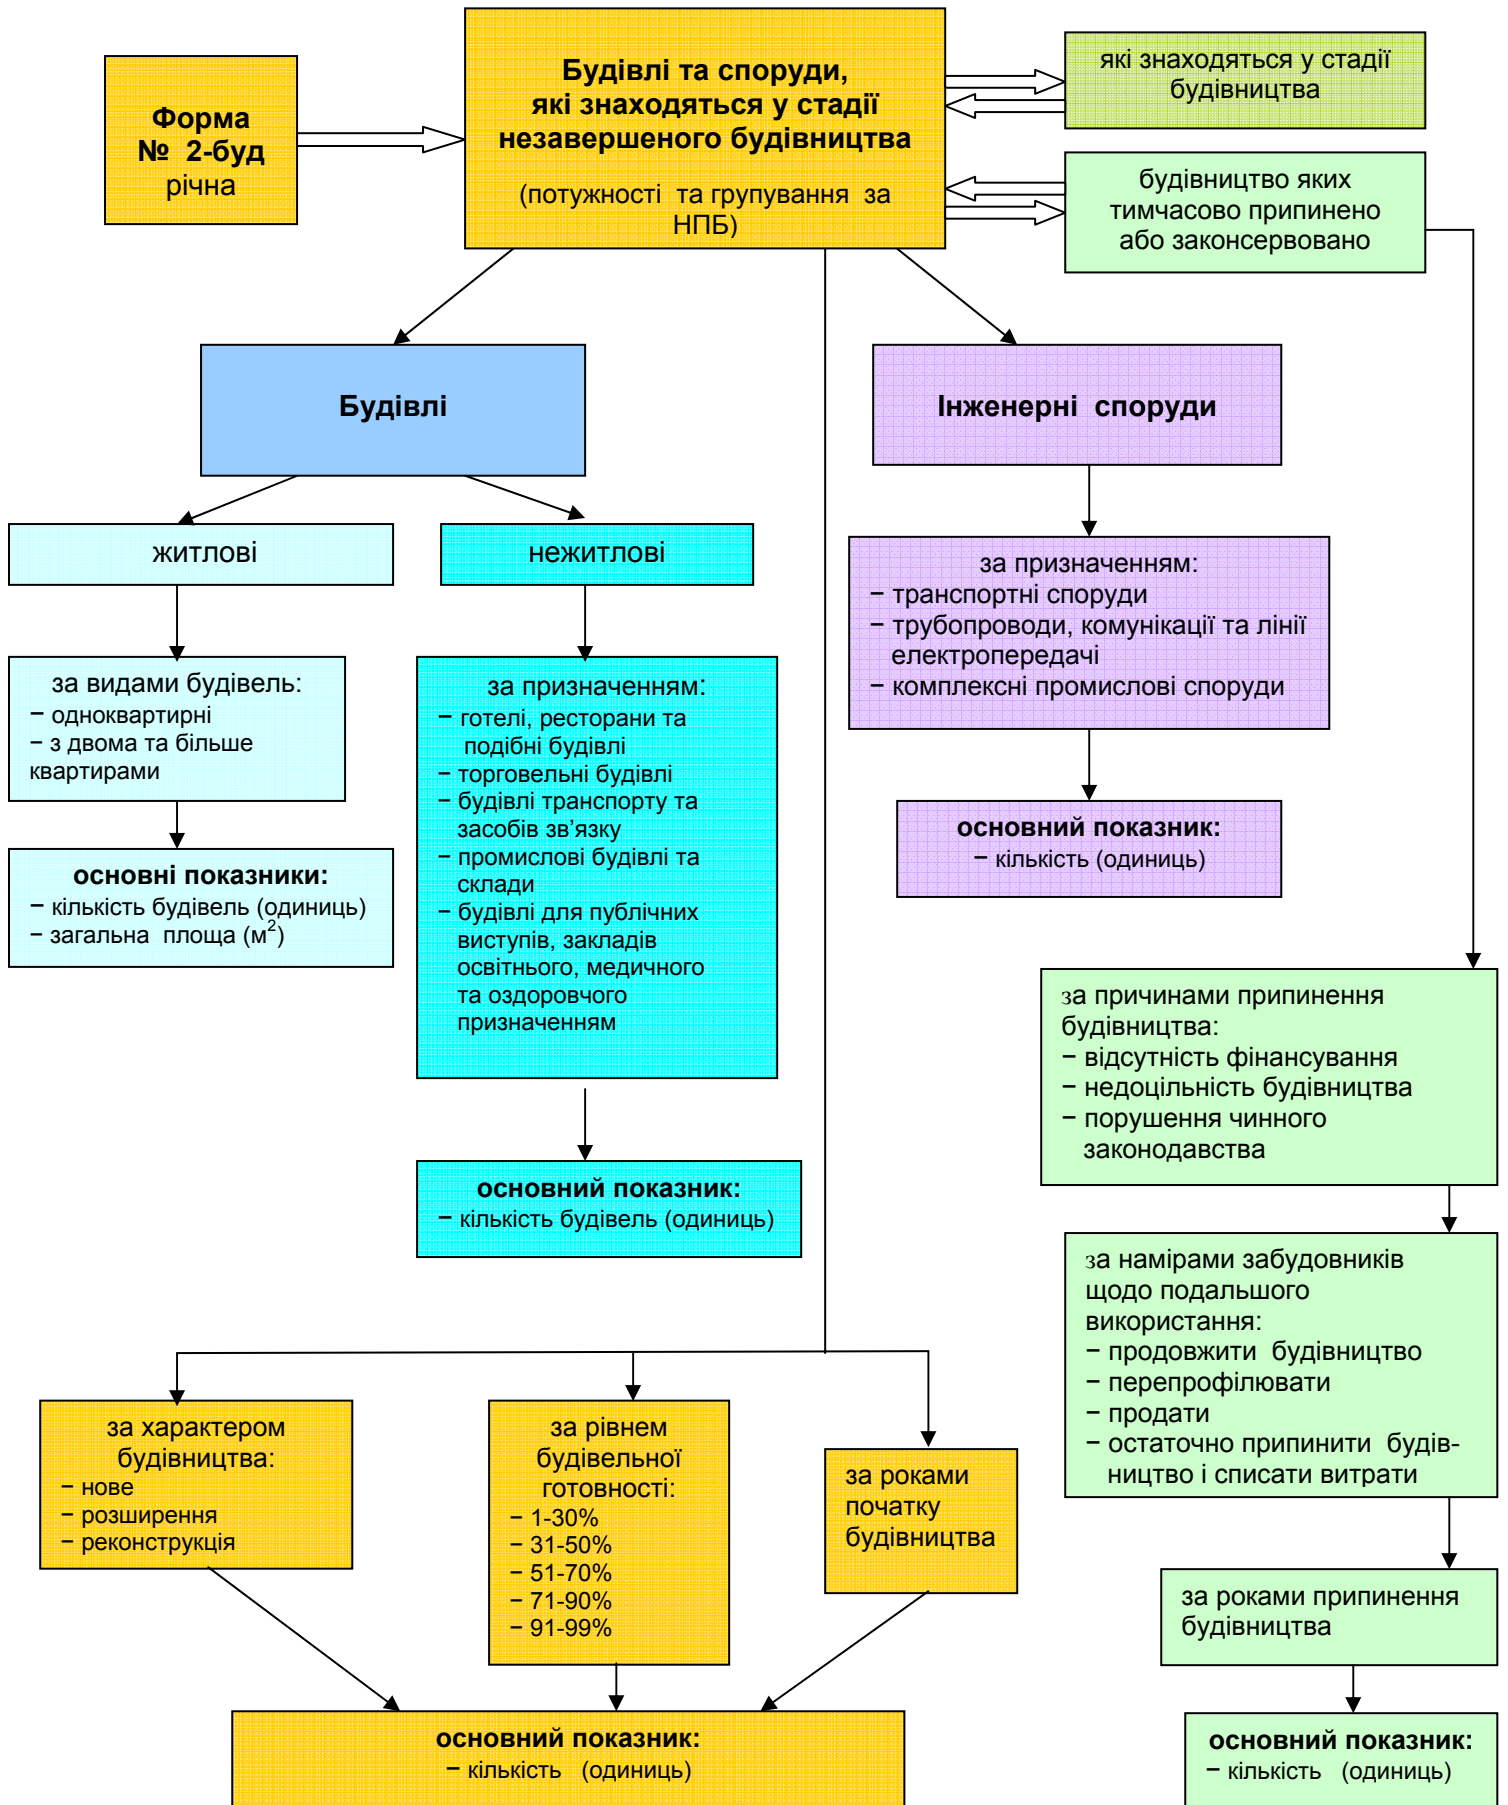 Форма
№ 2-буд
річна
Будівлі та споруди,
які знаходяться у стадії
незавершеного будівництва
(потужності та групування за
НПБ)
які знаходяться у стадії
будівництва
будівництво яких
тимчасово припинено
або законсервовано
Будівлі
Інженерні споруди
житлові
нежитлові
за видами будівель:
− одноквартирні
− з двома та більше
квартирами
основні показники:
− кількість будівель (одиниць)
− загальна площа (м²)
за призначенням:
− готелі, ресторани та
подібні будівлі
− торговельні будівлі
− будівлі транспорту та
засобів зв’язку
− промислові будівлі та
склади
− будівлі для публічних
виступів, закладів
освітнього, медичного
та оздоровчого
призначенням
основний показник:
− кількість будівель (одиниць)
за призначенням:
− транспортні споруди
− трубопроводи, комунікації та лінії
електропередачі
− комплексні промислові споруди
основний показник:
− кількість (одиниць)
за причинами припинення
будівництва:
− відсутність фінансування
− недоцільність будівництва
− порушення чинного
законодавства
за намірами забудовників
щодо подальшого
використання:
− продовжити будівництво
− перепрофілювати
− продати
− остаточно припинити будів-
ництво і списати витрати
за роками припинення
будівництва
основний показник:
− кількість (одиниць)
за характером
будівництва:
− нове
− розширення
− реконструкція
за рівнем
будівельної
готовності:
− 1-30%
− 31-50%
− 51-70%
− 71-90%
− 91-99%
за роками
початку
будівництва
основний показник:
− кількість (одиниць)